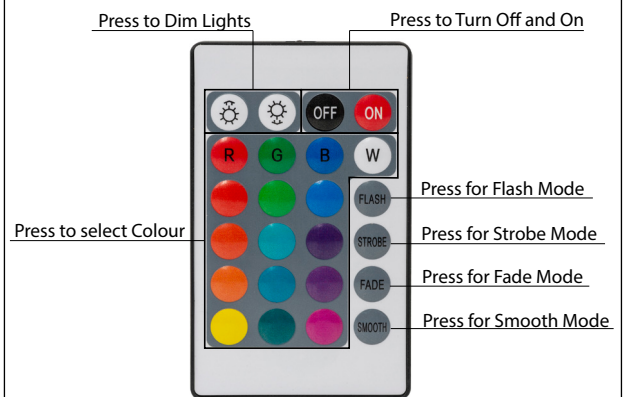 Press to Dim Lights
Press to Turn Off and On
OFF
ON
R
G
B
W
Press to select Colour
FLASH
Press for Flash Mode
STROBE
Press for Strobe Mode
FADE
Press for Fade Mode
SMOOTH
Press for Smooth Mode